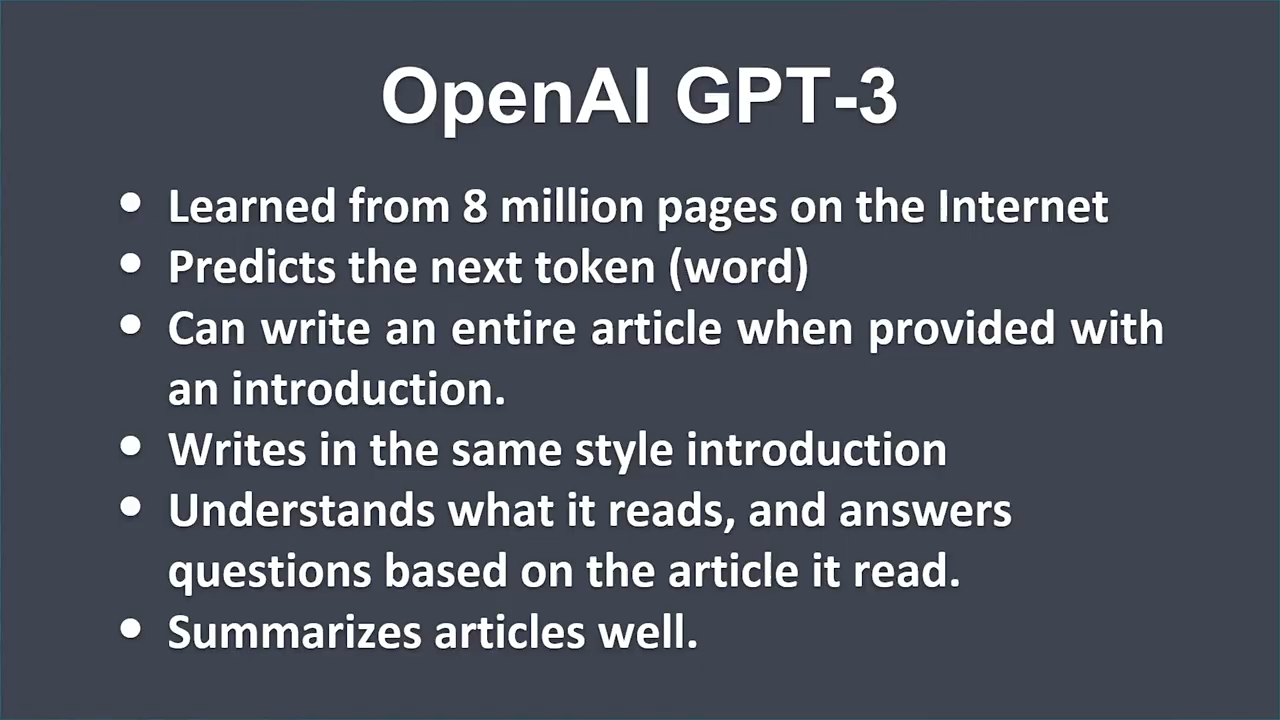 OpenAI GPT-3
• Learned from 8 million pages on the Internet
• Predicts the next token (word)
• Can write an entire article when provided with
an introduction.
• Writes in the same style introduction
• Understands what it reads, and answers
questions based on the article it read.
• Summarizes articles well.